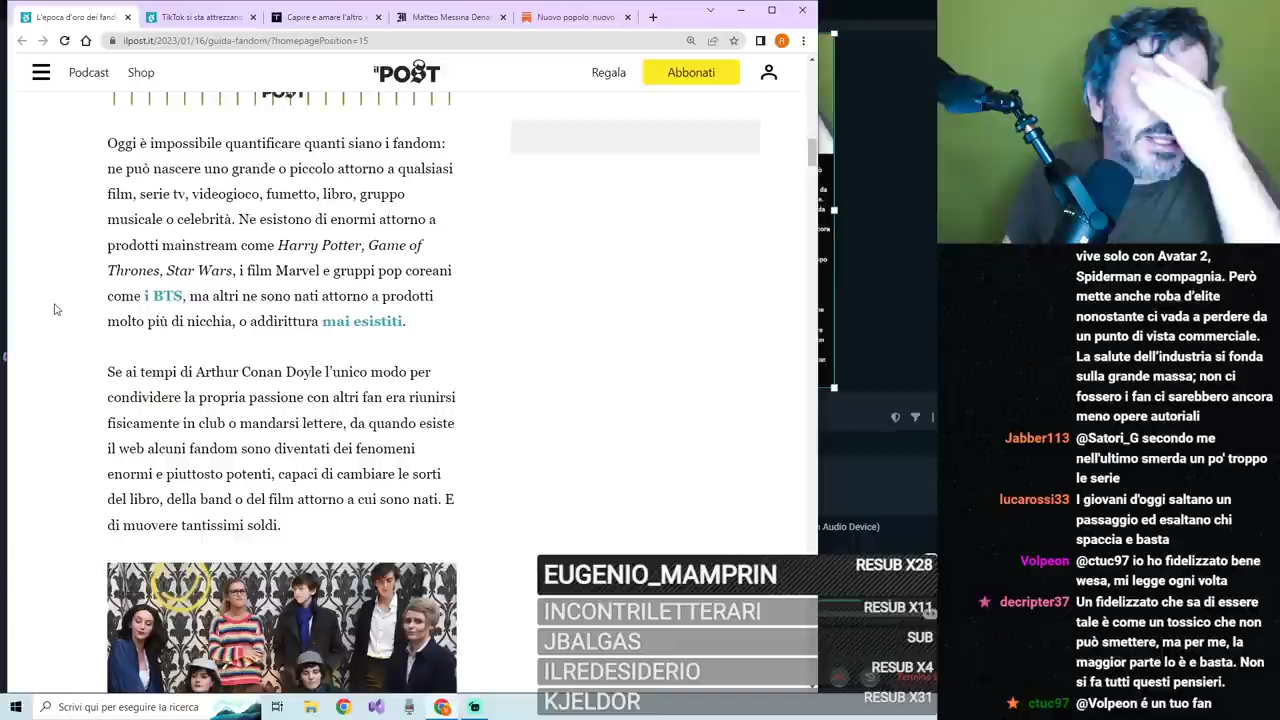 L'epoca d'oro dei fand
TikTok si sta attrezzano
Capire e amare l'altro
Matteo Messina Dena
Nuovo popolo, nuovo
ilpost.it/2023/01/16/guida-fandom/?homepagePosition=15
R
Podcast
Shop
il POST
Regala
Abbonati
Oggi è impossibile quantificare quanti siano i fandom:
ne può nascere uno grande o piccolo attorno a qualsiasi
film, serie tv, videogioco, fumetto, libro, gruppo
musicale o celebrità. Ne esistono di enormi attorno a
prodotti mainstream come Harry Potter, Game of
Thrones, Star Wars, i film Marvel e gruppi pop coreani
come i BTS, ma altri ne sono nati attorno a prodotti
molto più di nicchia, o addirittura mai esistiti.
Se ai tempi di Arthur Conan Doyle l'unico modo per
condividere la propria passione con altri fan era riunirsi
fisicamente in club o mandarsi lettere, da quando esiste
il web alcuni fandom sono diventati dei fenomeni
enormi e piuttosto potenti, capaci di cambiare le sorti
del libro, della band o del film attorno a cui sono nati. E
di muovere tantissimi soldi.
Audio Device)
EUGENIO_MAMPRIN RESUB X28
INCONTRILETTERARI RESUB X11
JBALGAS SUB
ILREDESIDERIO RESUB X4
KJELDOR RESUB X31
vive solo con Avatar 2,
Spiderman e compagnia. Però
mette anche roba d'elite
nonostante ci vada a perdere da
un punto di vista commerciale.
La salute dell'industria si fonda
sulla grande massa; non ci
fossero i fan ci sarebbero ancora
meno opere autoriali
Jabber113 @Satori_G secondo me
nell'ultimo smerda un po' troppo
le serie
lucarossi33 I giovani d'oggi saltano un
passaggio ed esaltano chi
spaccia e basta
Volpeon @ctuc97 io ho fidelizzato bene
wesa, mi legge ogni volta
decripter37 Un fidelizzato che sa di essere
tale è come un tossico che non
può smettere, ma per me, la
maggior parte lo è e basta. Non
si fa tutti questi pensieri.
ctuc97 @Volpeon é un tuo fan
Scrivi qui per eseguire la ricerca